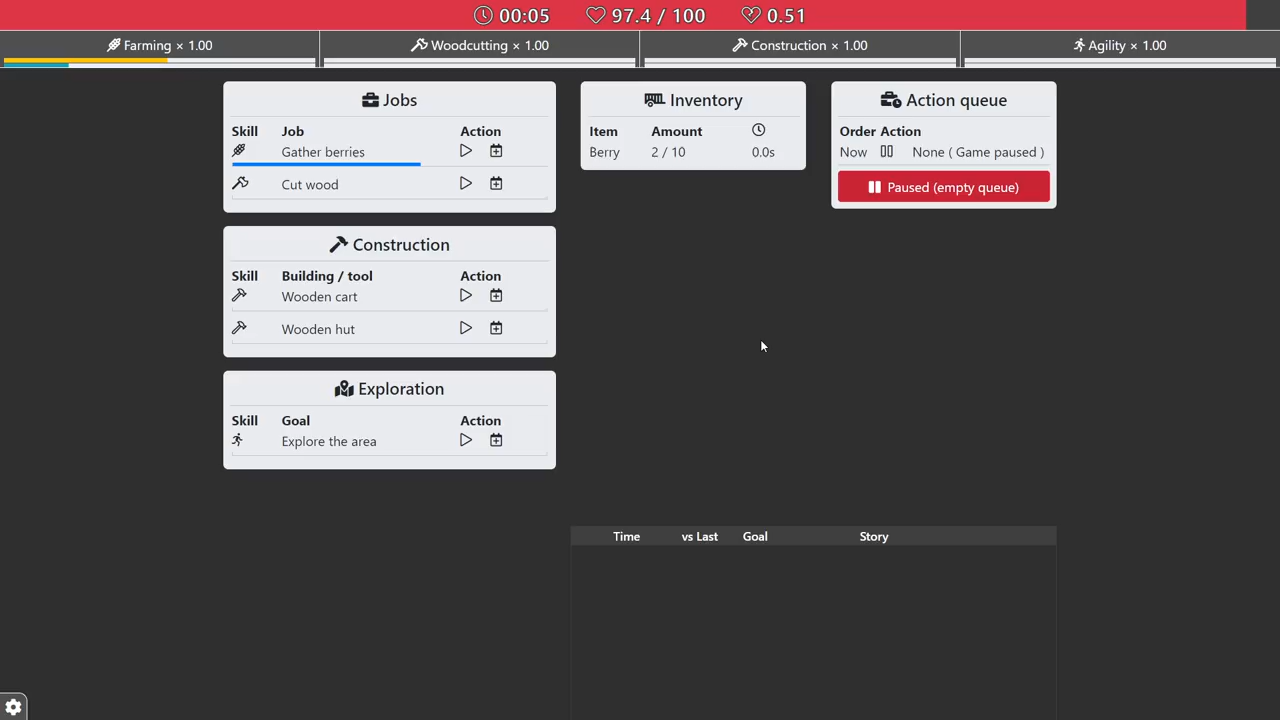 00:05 97.4 / 100 0.51
Farming × 1.00 Woodcutting × 1.00 Construction × 1.00 Agility × 1.00
Jobs
Skill Job Action
Gather berries
Cut wood
Construction
Skill Building / tool Action
Wooden cart
Wooden hut
Exploration
Skill Goal Action
Explore the area
Inventory
Item Amount
Berry 2 / 10 0.0s
Action queue
Order Action
Now None ( Game paused )
Paused (empty queue)
Time vs Last Goal Story